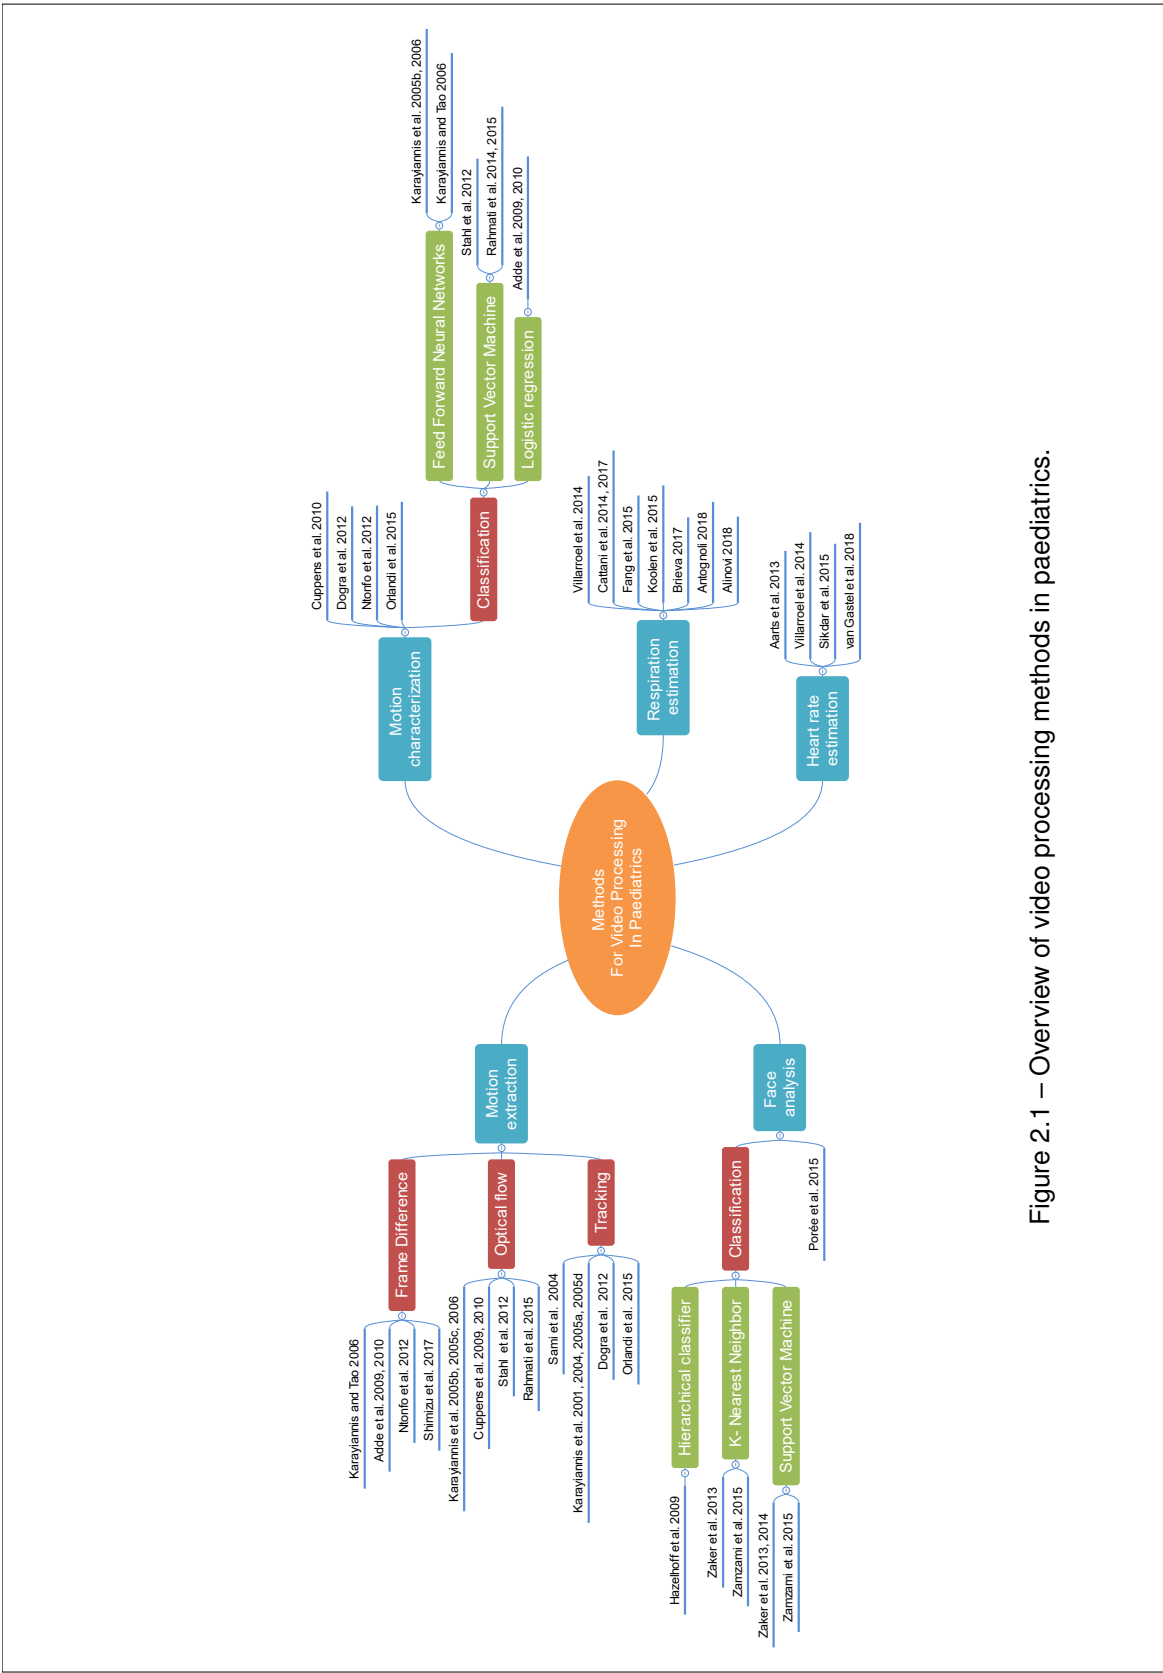 Methods
For Video Processing
In Paediatrics
Motion
extraction
Frame Difference
Karayiannis and Tao 2006
Adde et al. 2009, 2010
Ntonfo et al. 2012
Shimizu et al. 2017
Optical flow
Karayiannis et al. 2005b, 2005c, 2006
Cuppens et al. 2009, 2010
Stahl et al. 2012
Rahmati et al. 2015
Tracking
Sami et al. 2004
Karayiannis et al. 2001, 2004, 2005a, 2005d
Dogra et al. 2012
Orlandi et al. 2015
Face
analysis
Classification
Hierarchical classifier
Hazelhoff et al. 2009
K- Nearest Neighbor
Zaker et al. 2013
Zamzami et al. 2015
Support Vector Machine
Zaker et al. 2013, 2014
Zamzami et al. 2015
Porée et al. 2015
Motion
characterization
Cuppens et al. 2010
Dogra et al. 2012
Ntonfo et al. 2012
Orlandi et al. 2015
Classification
Feed Forward Neural Networks
Karayiannis et al. 2005b, 2006
Karayiannis and Tao 2006
Support Vector Machine
Stahl et al. 2012
Rahmati et al. 2014, 2015
Logistic regression
Adde et al. 2009, 2010
Respiration
estimation
Villarroel et al. 2014
Cattani et al. 2014, 2017
Fang et al. 2015
Koolen et al. 2015
Brieva 2017
Antognoli 2018
Alinovi 2018
Heart rate
estimation
Aarts et al. 2013
Villarroel et al. 2014
Sikdar et al. 2015
van Gastel et al. 2018
Figure 2.1 – Overview of video processing methods in paediatrics.